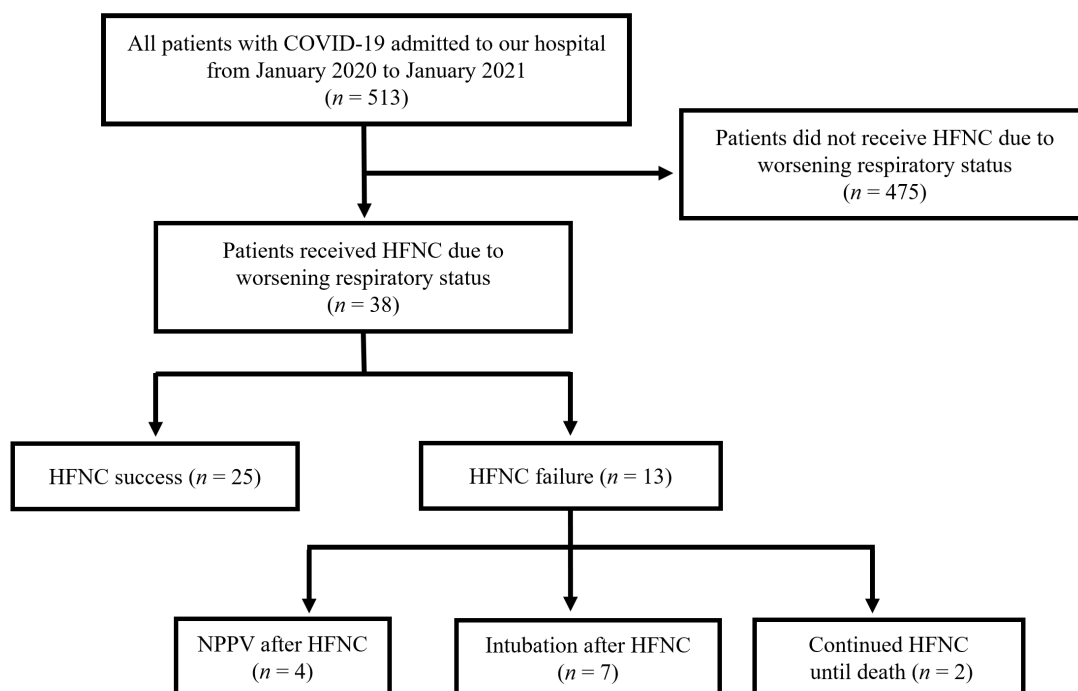 All patients with COVID-19 admitted to our hospital
from January 2020 to January 2021
(n = 513)
Patients did not receive HFNC due to
worsening respiratory status
(n = 475)
Patients received HFNC due to
worsening respiratory status
(n = 38)
HFNC success (n = 25)
HFNC failure (n = 13)
NPPV after HFNC
(n = 4)
Intubation after HFNC
(n = 7)
Continued HFNC
until death (n = 2)